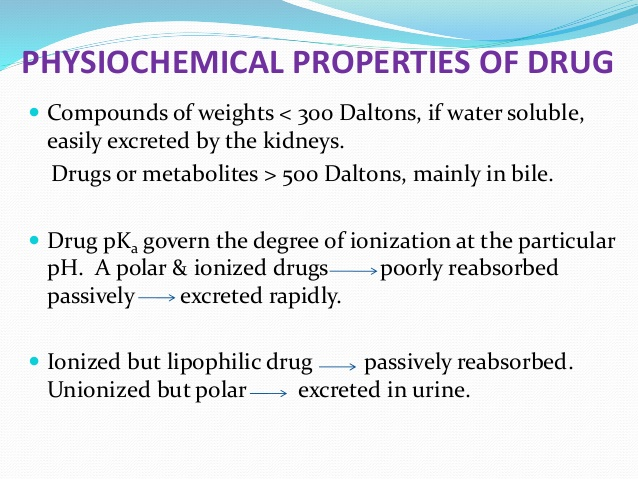 PHYSIOCHEMICAL PROPERTIES OF DRUG
Compounds of weights < 300 Daltons, if water soluble,
easily excreted by the kidneys.
Drugs or metabolites > 500 Daltons, mainly in bile.
Drug pKa govern the degree of ionization at the particular
pH. A polar & ionized drugs → poorly reabsorbed
passively → excreted rapidly.
Ionized but lipophilic drug → passively reabsorbed.
Unionized but polar → excreted in urine.